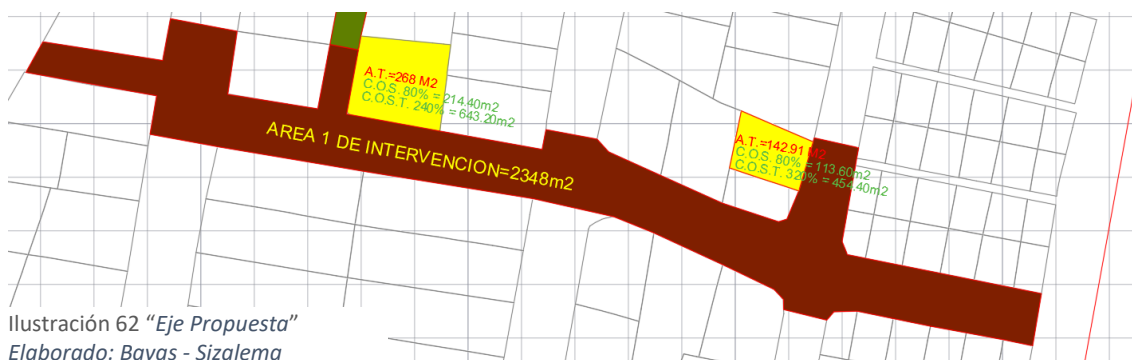 A.T.=268 M2
C.O.S. 80% = 214.40m2
C.O.S.T. 240% = 643.20m2
AREA 1 DE INTERVENCION=2348m2
A.T.=142.91 M2
C.O.S. 80% = 113.60m2
C.O.S.T. 320% = 454.40m2
Ilustración 62 “Eje Propuesta”
Elaborado: Bayas - Sizalema